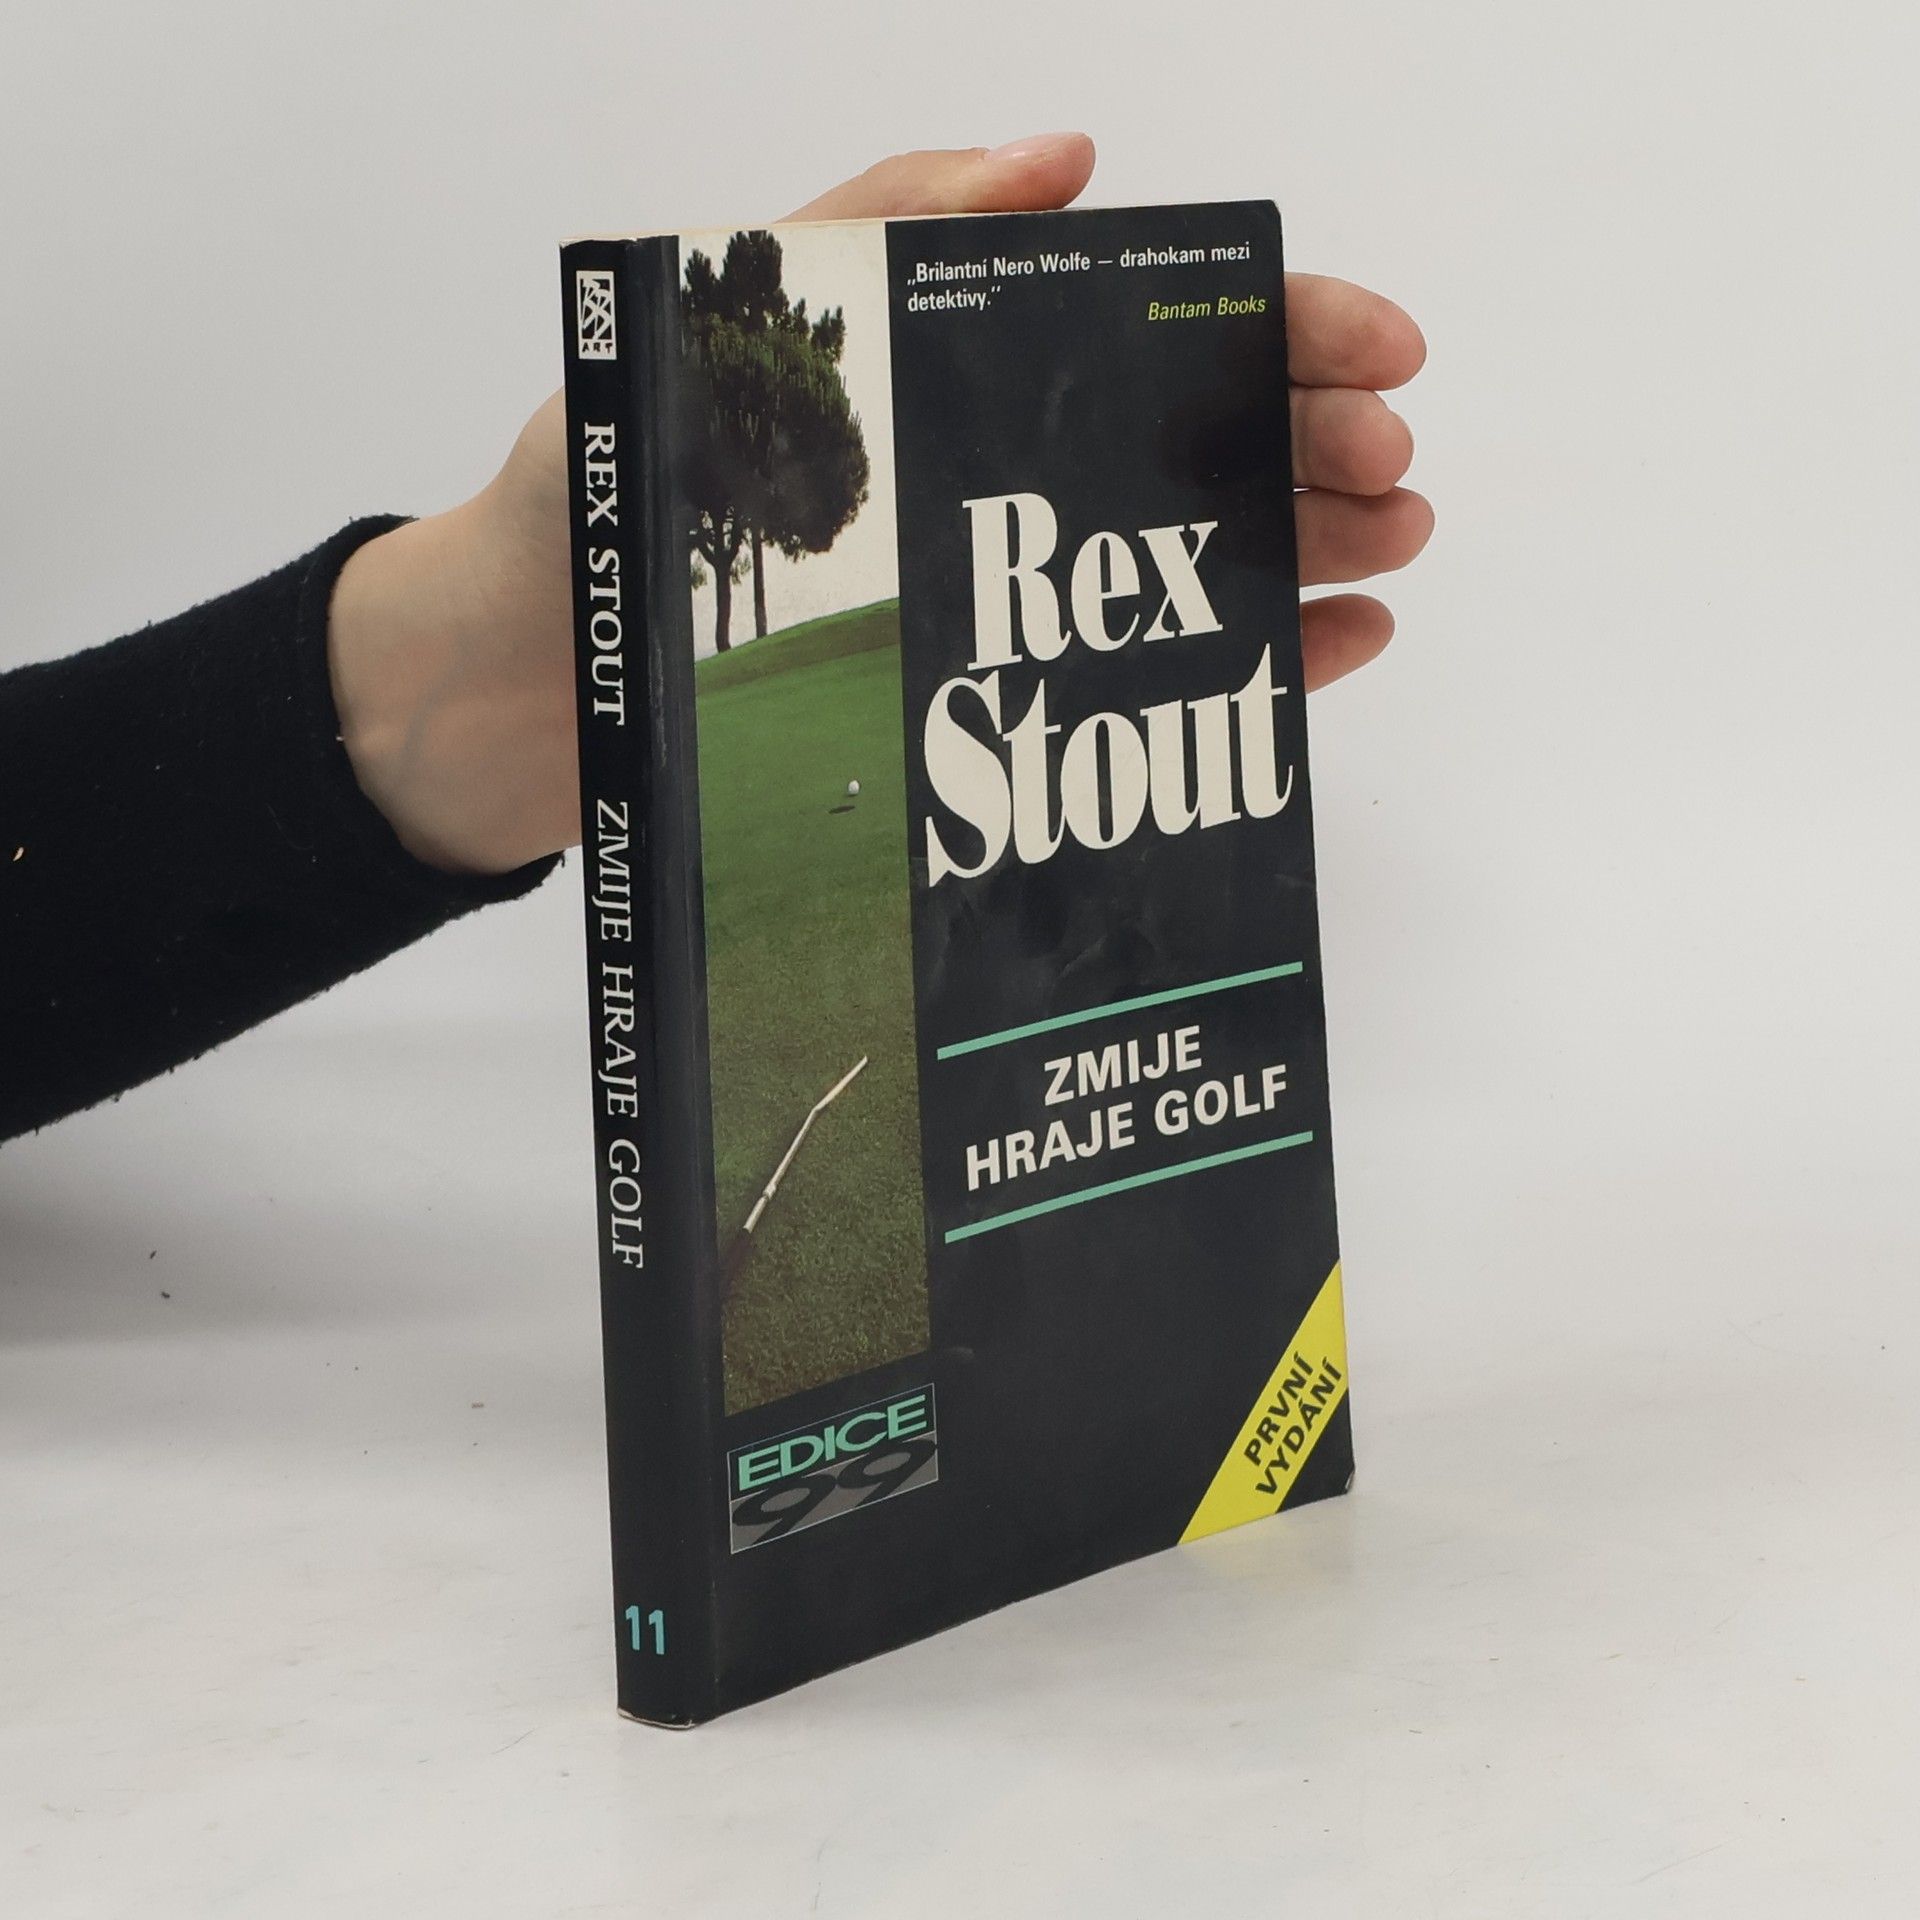 ART
REX STOUT ZMIJE HRAJE GOLF
11
„Brilantní Nero Wolfe – drahokam mezi
detektivy.“
Bantam Books
Rex
Stout
ZMIJE
HRAJE GOLF
EDICE
99
PRVNÍ
VYDÁNÍ